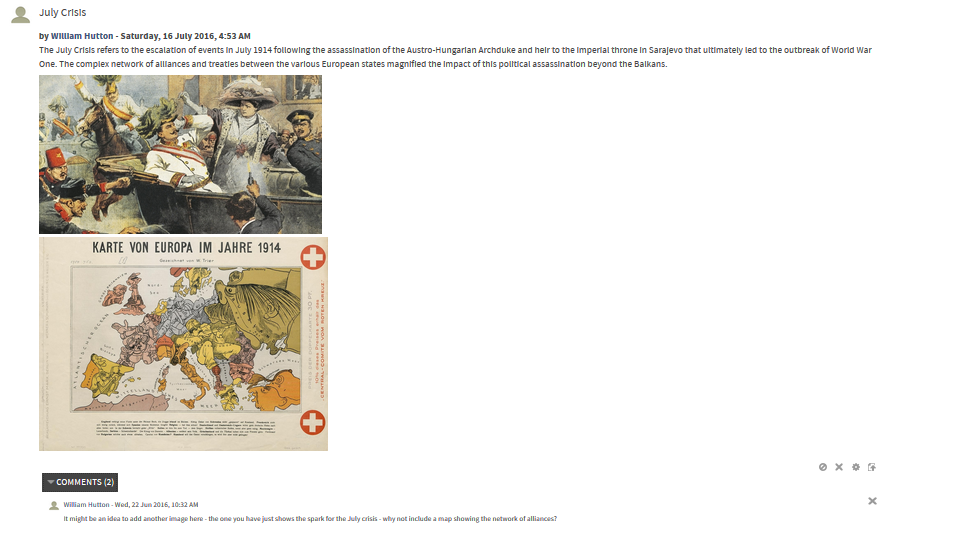 July Crisis
by William Hutton - Saturday, 16 July 2016, 4:53 AM
The July Crisis refers to the escalation of events in July 1914 following the assassination of the Austro-Hungarian Archduke and heir to the imperial throne in Sarajevo that ultimately led to the outbreak of World War
One. The complex network of alliances and treaties between the various European states magnified the impact of this political assassination beyond the Balkans.
KARTE VON EUROPA IM JAHRE 1914
Gezeichnet von W. Trier
COMMENTS (2)
William Hutton - Wed, 22 Jun 2016, 10:32 AM
It might be an idea to add another image here - the one you have just shows the spark for the July crisis - why not include a map showing the network of alliances?